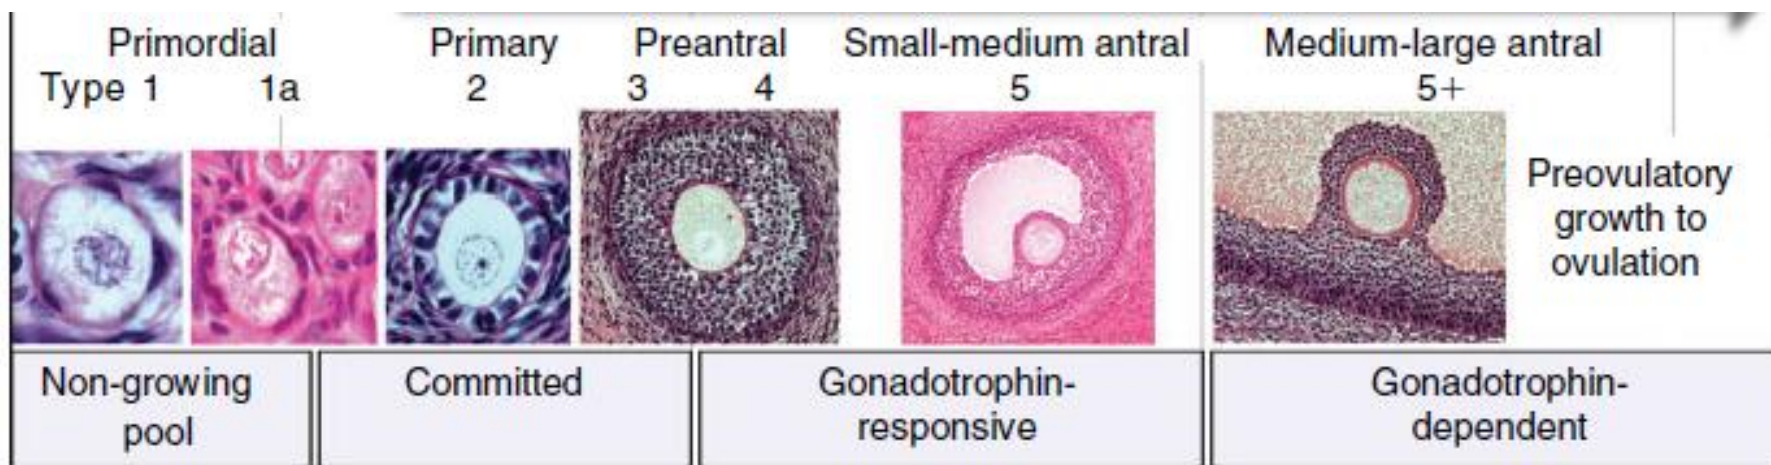 Primordial Primary Preantral Small-medium antral Medium-large antral
Type 1 1a 2 3 4 5 5+
Preovulatory
growth to
ovulation
Non-growing
pool
Committed
Gonadotrophin-
responsive
Gonadotrophin-
dependent